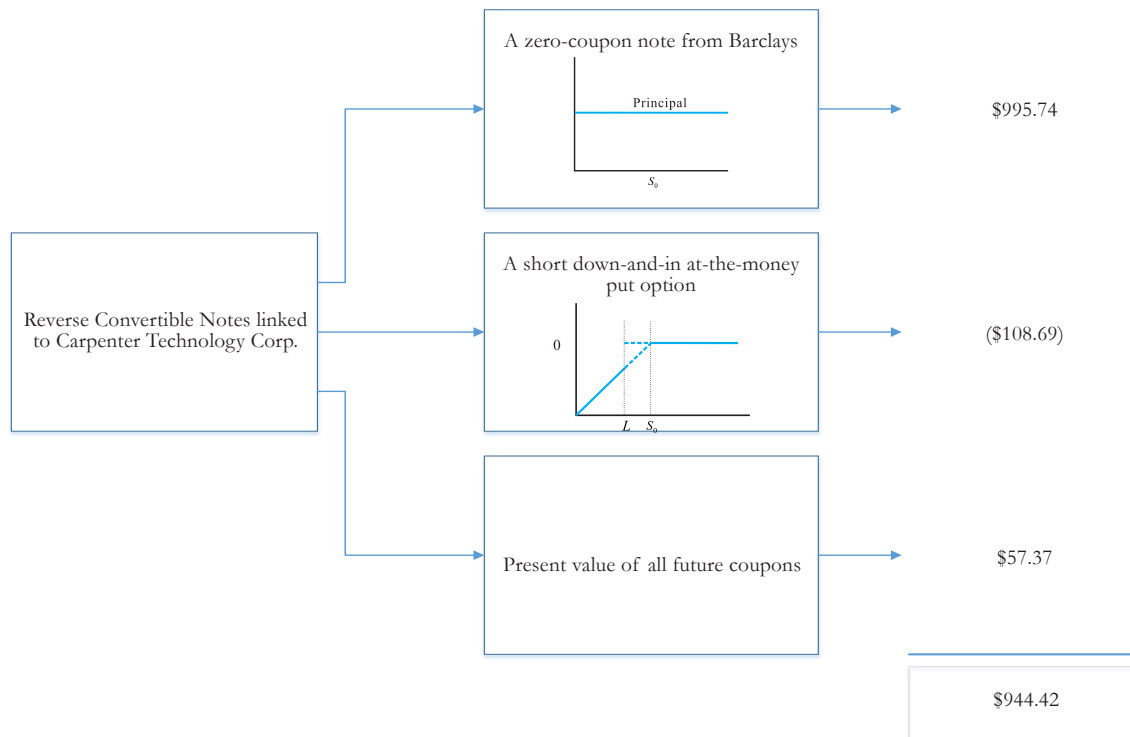 A zero-coupon note from Barclays
Principal
S₀
$995.74
Reverse Convertible Notes linked
to Carpenter Technology Corp.
A short down-and-in at-the-money
put option
0
L S₀
($108.69)
Present value of all future coupons
$57.37
$944.42